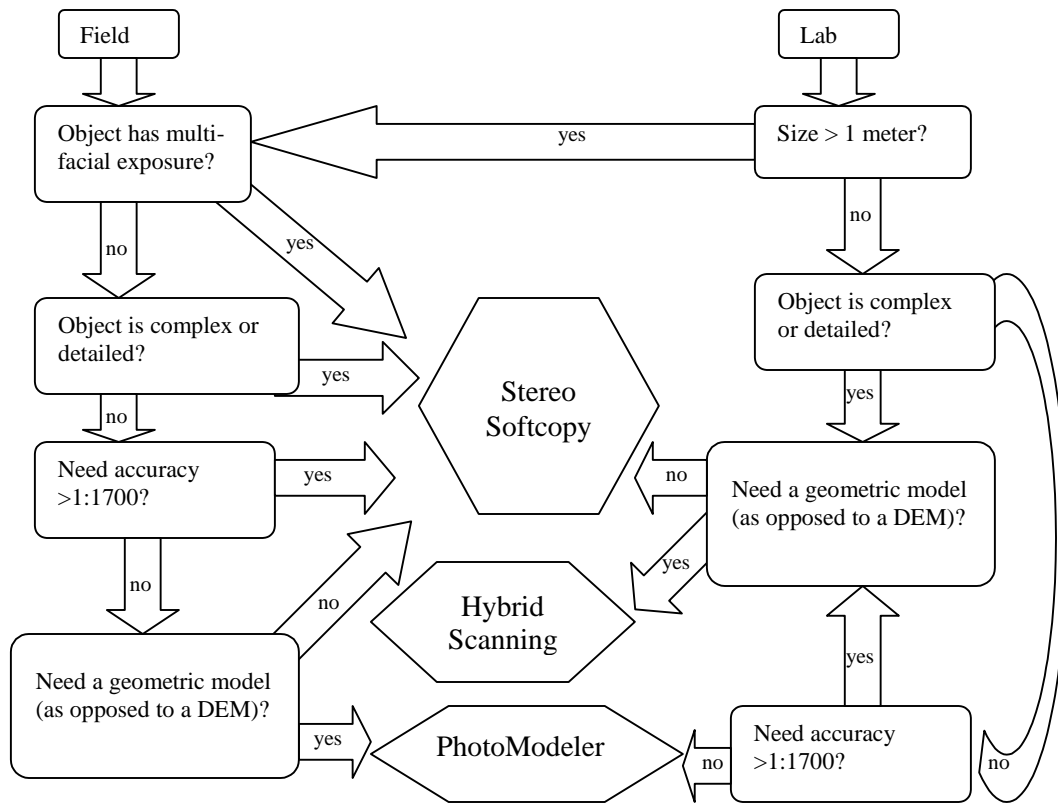 Field
Lab
Object has multi-
facial exposure?
yes
Size > 1 meter?
no
yes
no
Object is complex or
detailed?
yes
Stereo
Softcopy
Object is complex
or detailed?
no
yes
Need accuracy
>1:1700?
yes
no
Need a geometric model
(as opposed to a DEM)?
no
no
yes
Hybrid
Scanning
Need a geometric model
(as opposed to a DEM)?
yes
yes
PhotoModeler
no
Need accuracy
>1:1700?
no